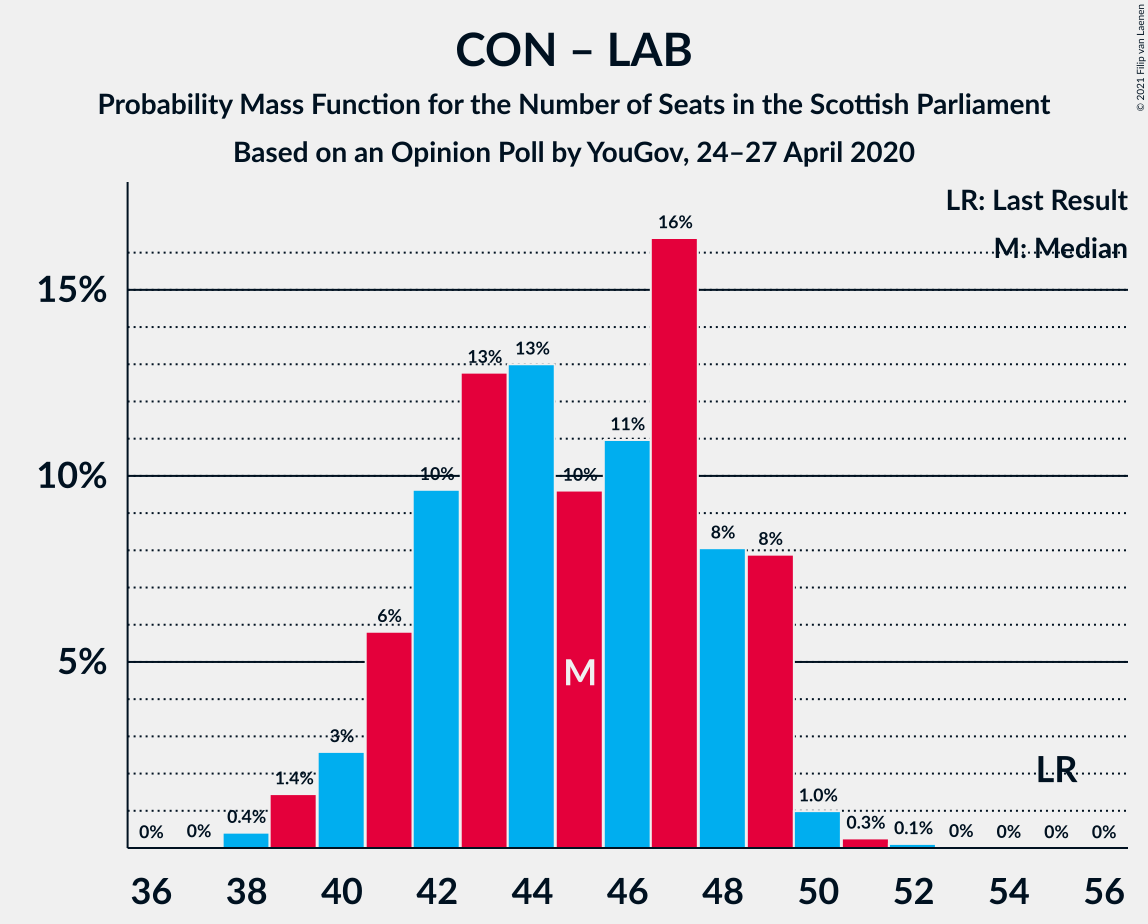 CON – LAB
Probability Mass Function for the Number of Seats in the Scottish Parliament
Based on an Opinion Poll by YouGov, 24–27 April 2020
© 2021 Filip van Laenen
LR: Last Result
M: Median
15%
10%
5%
0%
0%
0.4%
1.4%
3%
6%
10%
13%
13%
10%
11%
16%
8%
8%
1.0%
0.3%
0.1%
0%
0%
0%
0%
M
LR
36 38 40 42 44 46 48 50 52 54 56